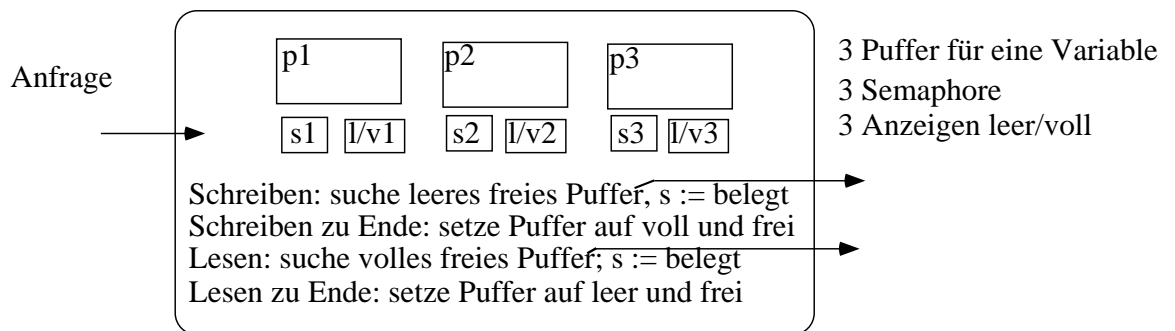 Anfrage
p1
p2
p3
s1
l/v1
s2
l/v2
s3
l/v3
Schreiben: suche leeres freies Puffer, s := belegt
Schreiben zu Ende: setze Puffer auf voll und frei
Lesen: suche volles freies Puffer; s := belegt
Lesen zu Ende: setze Puffer auf leer und frei
3 Puffer für eine Variable
3 Semaphore
3 Anzeigen leer/voll